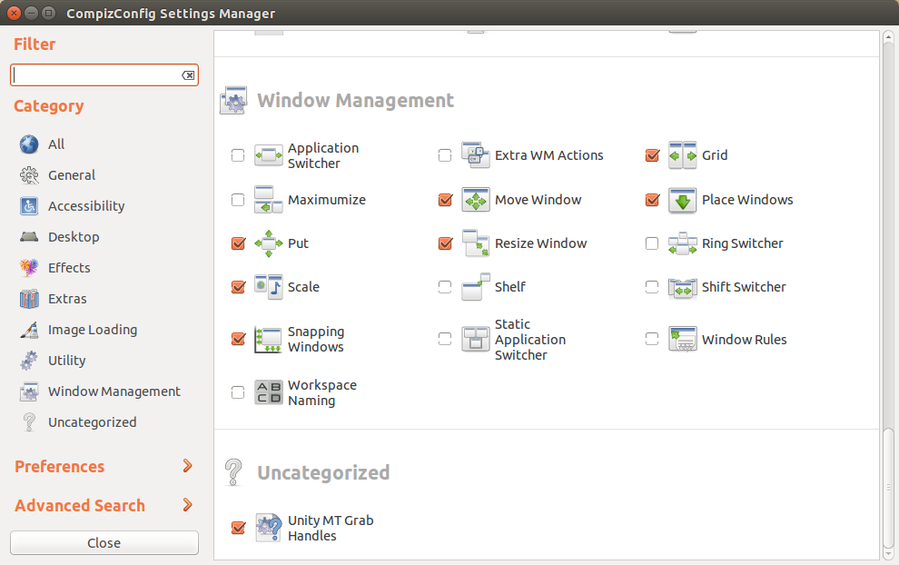 CompizConfig Settings Manager
Filter
Category
All
General
Accessibility
Desktop
Effects
Extras
Image Loading
Utility
Window Management
Uncategorized
Preferences
Advanced Search
Close
Window Management
Application
Switcher
Extra WM Actions
Grid
Maximumize
Move Window
Place Windows
Put
Resize Window
Ring Switcher
Scale
Shelf
Shift Switcher
Snapping
Windows
Static
Application
Switcher
Window Rules
A B
C D
Workspace
Naming
Uncategorized
Unity MT Grab
Handles